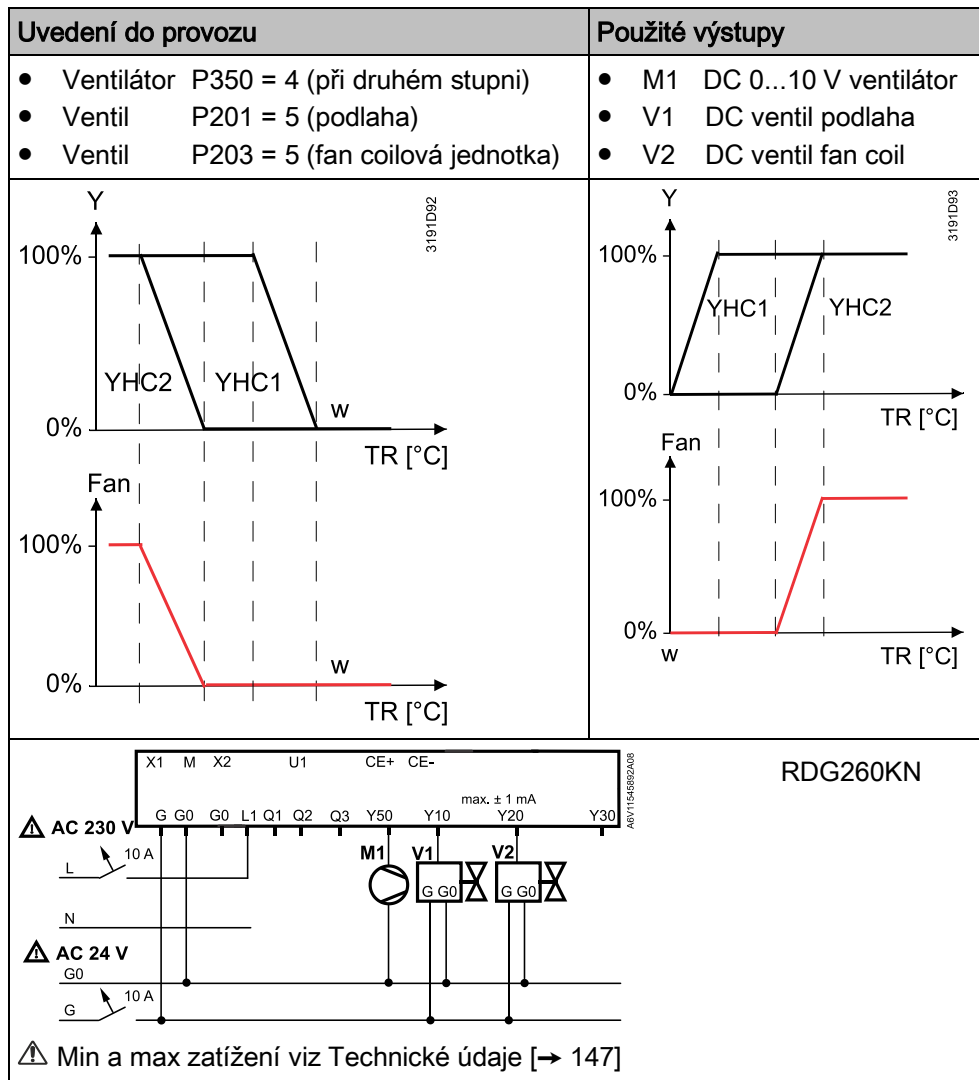 Uvedení do provozu
Použité výstupy
• Ventilátor P350 = 4 (při druhém stupni)
• Ventil P201 = 5 (podlaha)
• Ventil P203 = 5 (fan coilová jednotka)
• M1 DC 0...10 V ventilátor
• V1 DC ventil podlaha
• V2 DC ventil fan coil
Y
3191D92
100%
YHC2 YHC1
w
0%
TR [°C]
Fan
100%
w
0%
TR [°C]
Y
3191D93
100%
YHC1 YHC2
0%
TR [°C]
Fan
100%
0%
w TR [°C]
X1 M X2 U1 CE+ CE-
max. ± 1 mA
G G0 G0 L1 Q1 Q2 Q3 Y50 Y10 Y20 Y30
A6V11545892A08
RDG260KN
⚠ AC 230 V
10 A
L
M1 V1 V2
G G0 G G0
N
⚠ AC 24 V
G0
10 A
G
⚠ Min a max zatížení viz Technické údaje [➙ 147]